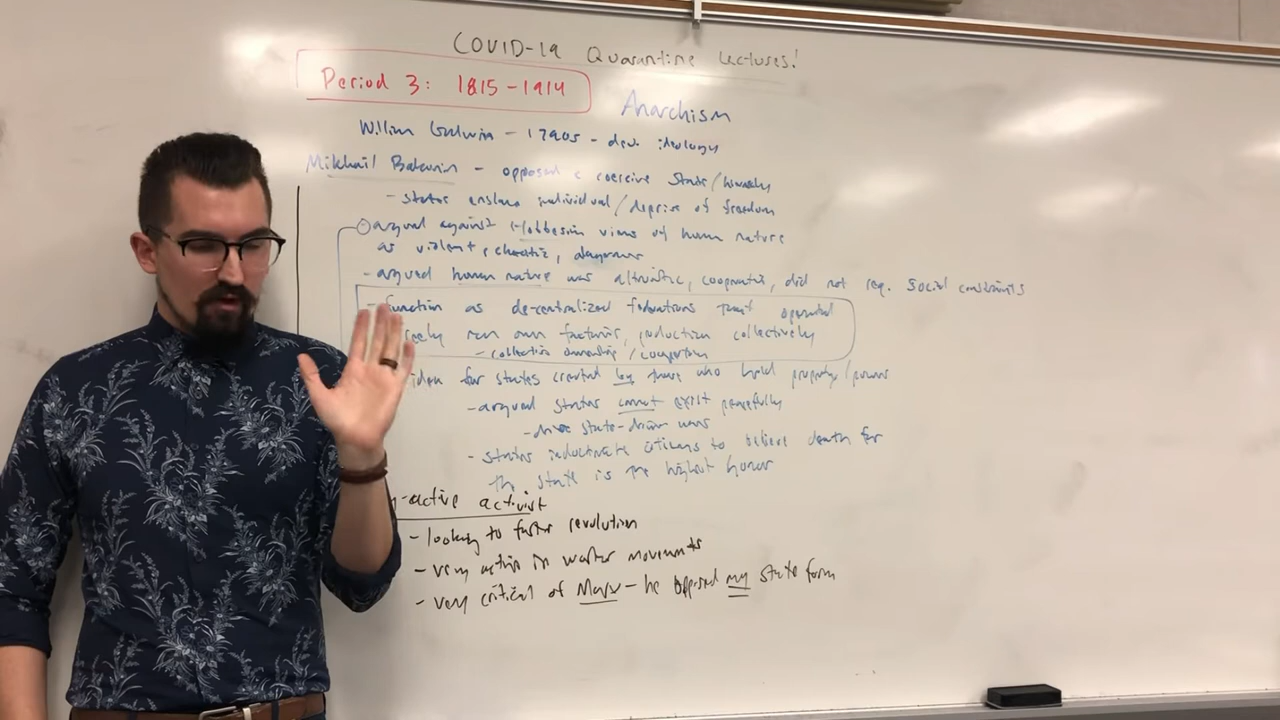 COVID-19 Quarantine Lectures!
Period 3: 1815-1914
Anarchism
William Godwin - 1790s - dev. ideology
Mikhail Bakunin - opposed coercive State/hierarchy
- states enslave individual/deprive of freedom
argued against Hobbesian views of human nature
as violent, chaotic, dangerous
- argued human nature was altruistic, cooperative, did not req. social constraints
- function as de-centralized federations that operated
run own factories, production collectively
- collective ownership/cooperation
idea for states created by those who hold property/power
- argued states cannot exist peacefully
- drive state-driven wars
- states indoctrinate citizens to believe death for
the state is the highest honor
-active activist
- looking to foster revolution
- very active in worker movements
- very critical of Marx - he opposed any state form